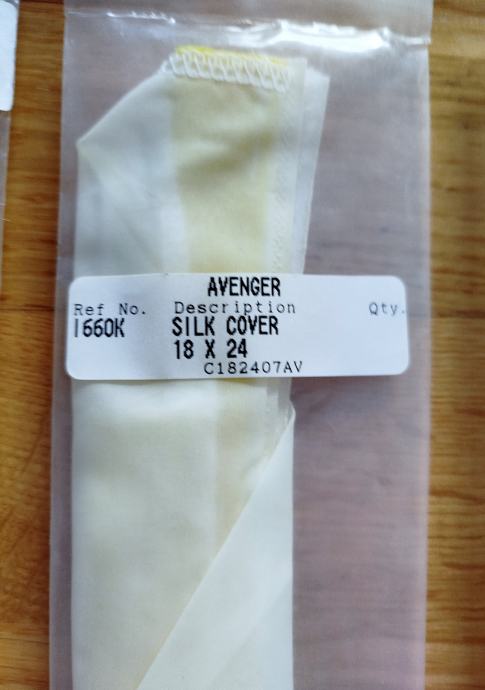 AVENGER
Ref No. Description Qty.
1660K SILK COVER
18 X 24
C182407AV